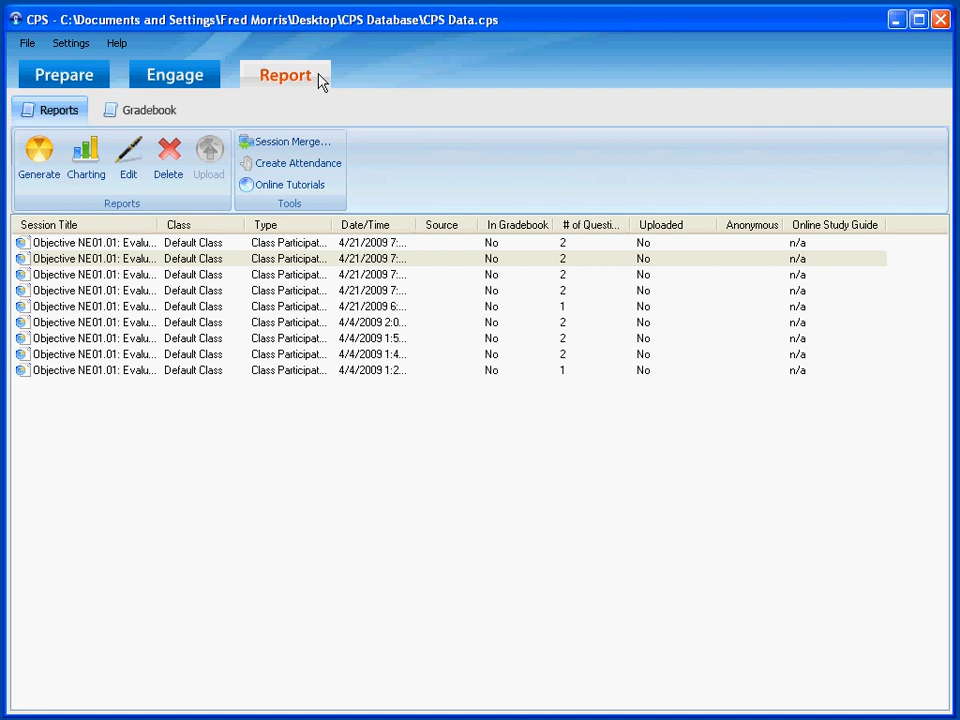 CPS - C:\Documents and Settings\Fred Morris\Desktop\CPS Database\CPS Data.cps
File Settings Help
Prepare Engage Report
Reports Gradebook
Generate Charting Edit Delete Upload
Reports
Session Merge...
Create Attendance
Online Tutorials
Tools
Session Title Class Type Date/Time Source In Gradebook # of Questi... Uploaded Anonymous Online Study Guide
Objective NE01.01: Evalu... Default Class Class Participat... 4/21/2009 7:... No 2 No n/a
Objective NE01.01: Evalu... Default Class Class Participat... 4/21/2009 7:... No 2 No n/a
Objective NE01.01: Evalu... Default Class Class Participat... 4/21/2009 7:... No 2 No n/a
Objective NE01.01: Evalu... Default Class Class Participat... 4/21/2009 7:... No 2 No n/a
Objective NE01.01: Evalu... Default Class Class Participat... 4/21/2009 6:... No 1 No n/a
Objective NE01.01: Evalu... Default Class Class Participat... 4/4/2009 2:0... No 2 No n/a
Objective NE01.01: Evalu... Default Class Class Participat... 4/4/2009 1:5... No 2 No n/a
Objective NE01.01: Evalu... Default Class Class Participat... 4/4/2009 1:4... No 2 No n/a
Objective NE01.01: Evalu... Default Class Class Participat... 4/4/2009 1:2... No 1 No n/a